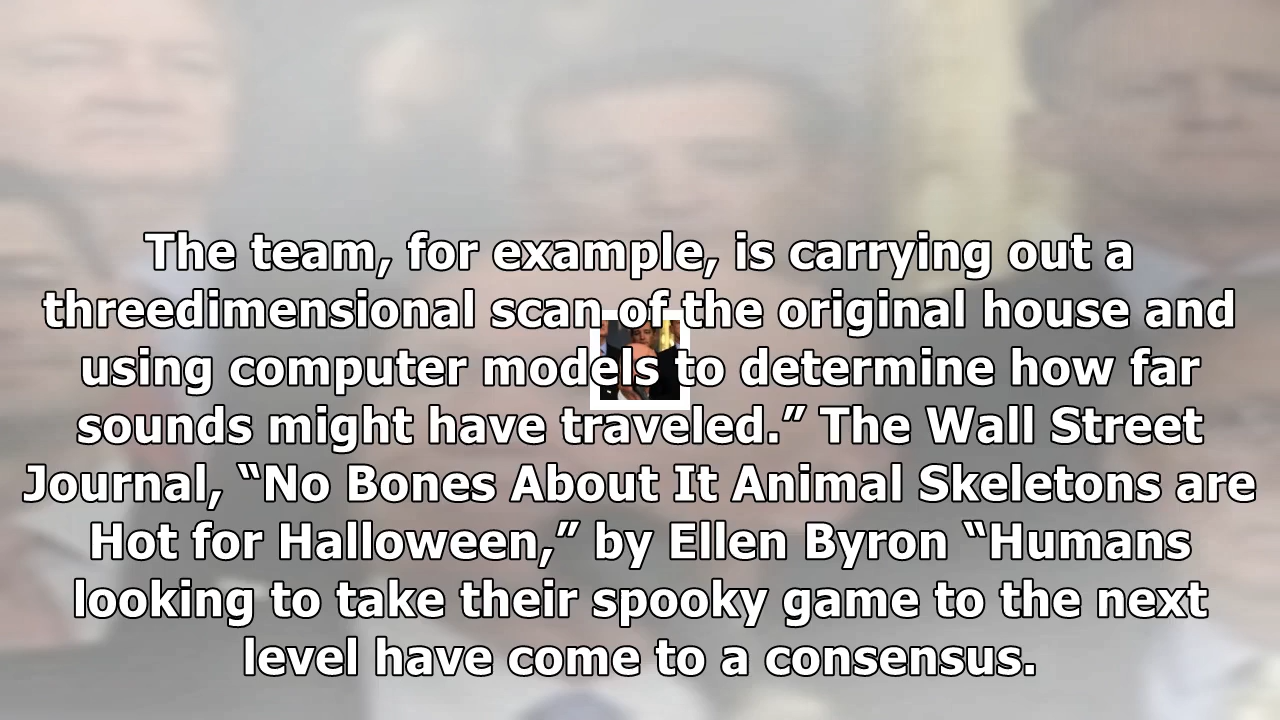 The team, for example, is carrying out a
threedimensional scan of the original house and
using computer models to determine how far
sounds might have traveled.” The Wall Street
Journal, “No Bones About It Animal Skeletons are
Hot for Halloween,” by Ellen Byron “Humans
looking to take their spooky game to the next
level have come to a consensus.